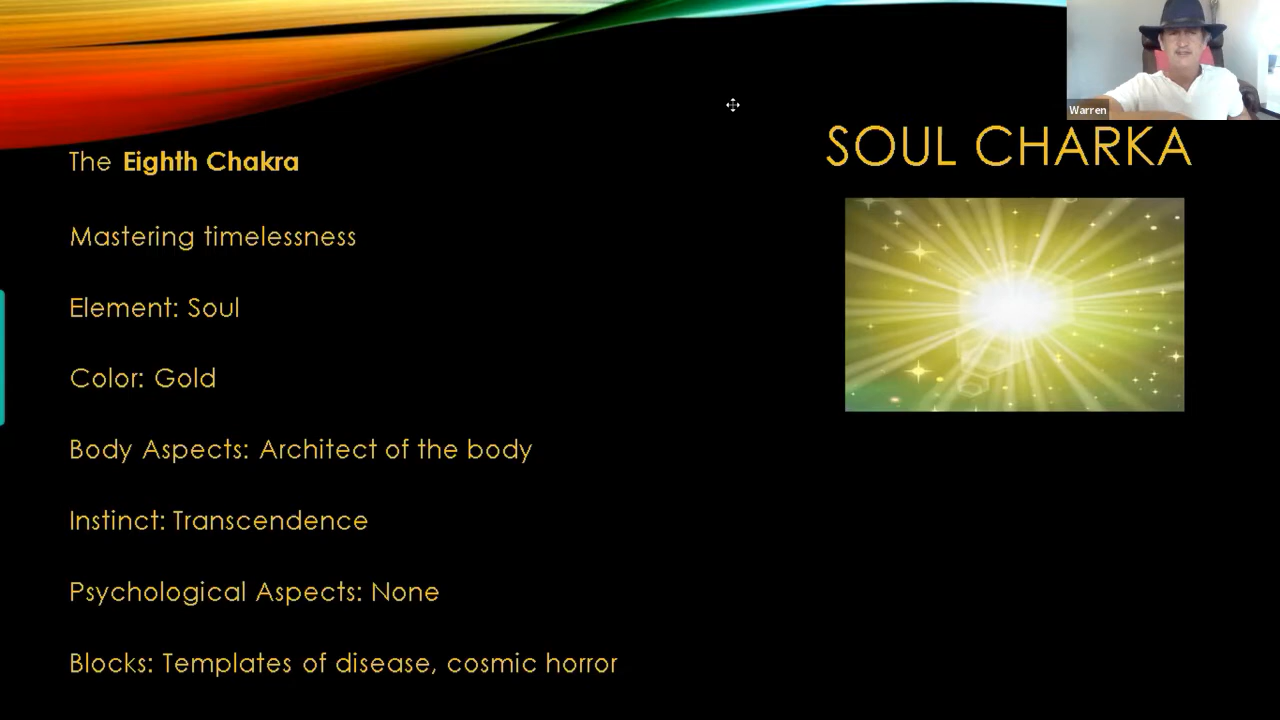 Warren
SOUL CHARKA
The Eighth Chakra
Mastering timelessness
Element: Soul
Color: Gold
Body Aspects: Architect of the body
Instinct: Transcendence
Psychological Aspects: None
Blocks: Templates of disease, cosmic horror